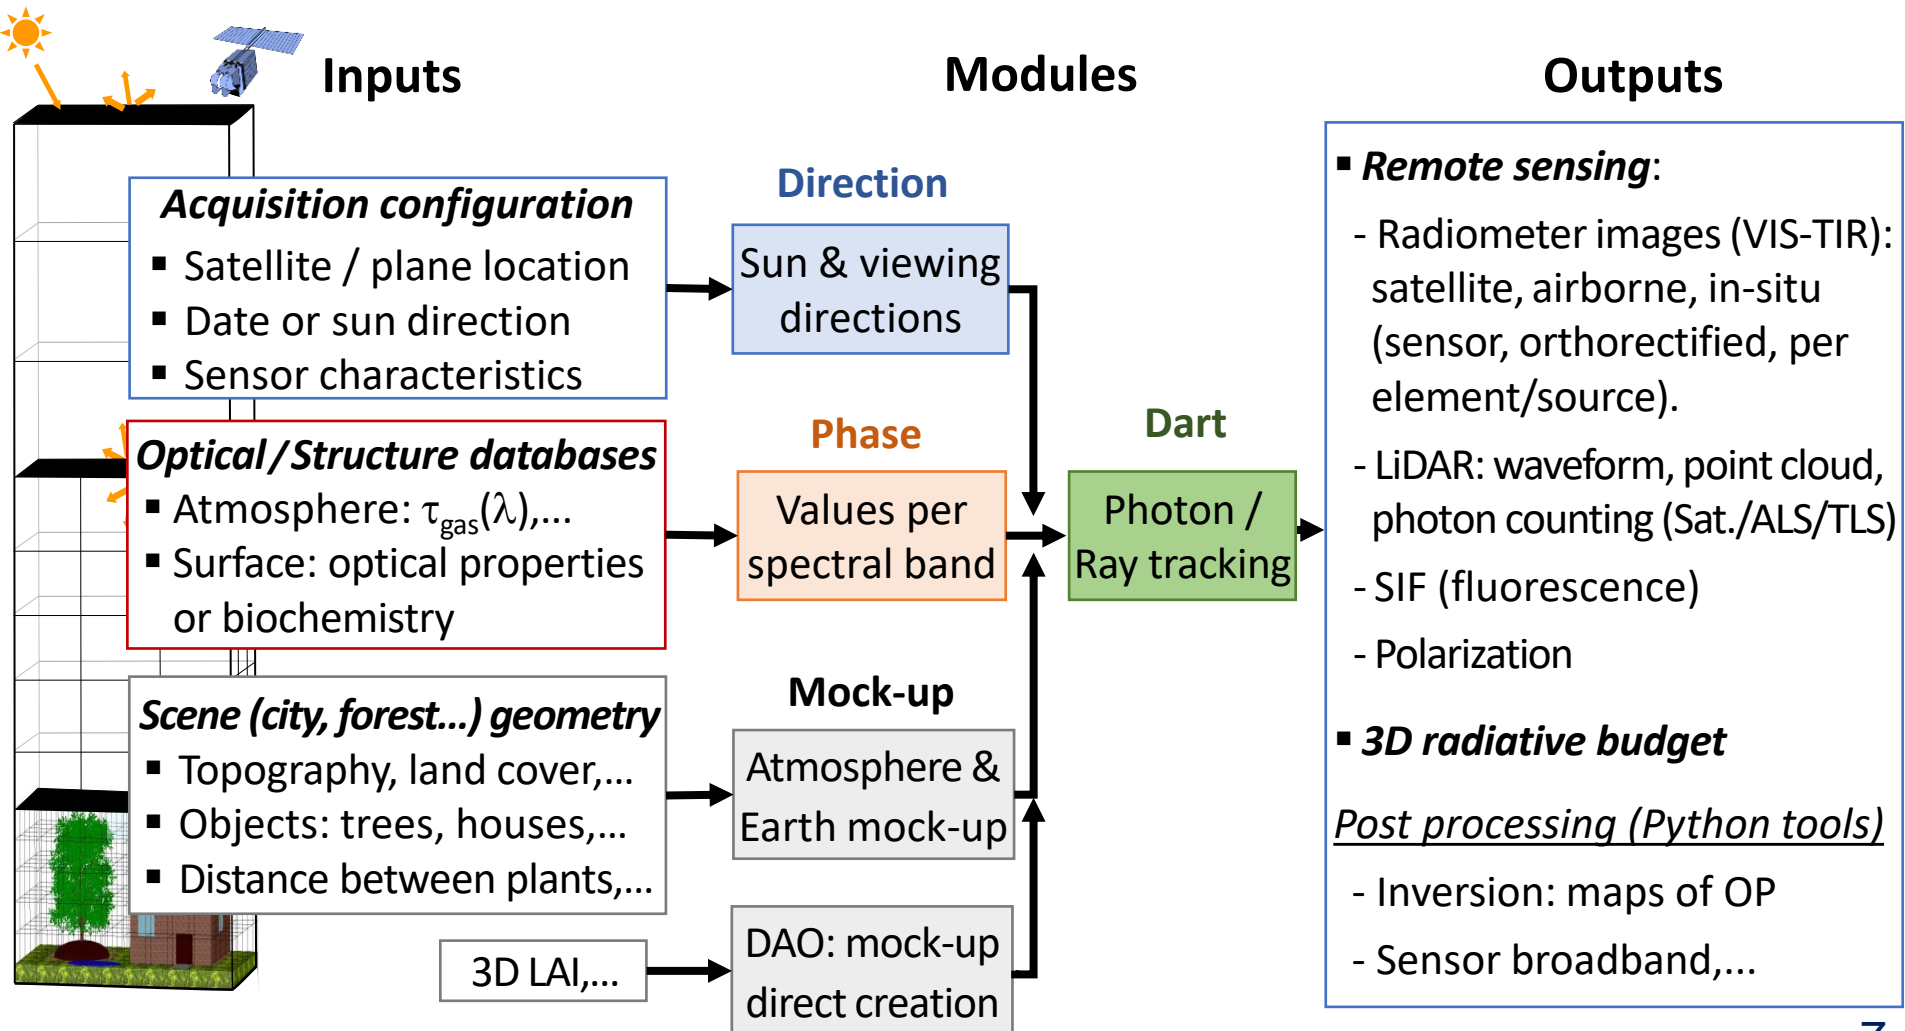 Inputs
Modules
Outputs
Acquisition configuration
▪ Satellite / plane location
▪ Date or sun direction
▪ Sensor characteristics
Optical/Structure databases
▪ Atmosphere: τgas(λ),...
▪ Surface: optical properties
or biochemistry
Scene (city, forest...) geometry
▪ Topography, land cover,...
▪ Objects: trees, houses,...
▪ Distance between plants,...
3D LAI,...
Direction
Sun & viewing
directions
Phase
Values per
spectral band
Mock-up
Atmosphere &
Earth mock-up
DAO: mock-up
direct creation
Dart
Photon /
Ray tracking
▪ Remote sensing:
- Radiometer images (VIS-TIR):
satellite, airborne, in-situ
(sensor, orthorectified, per
element/source).
- LiDAR: waveform, point cloud,
photon counting (Sat./ALS/TLS)
- SIF (fluorescence)
- Polarization
▪ 3D radiative budget
Post processing (Python tools)
- Inversion: maps of OP
- Sensor broadband,...